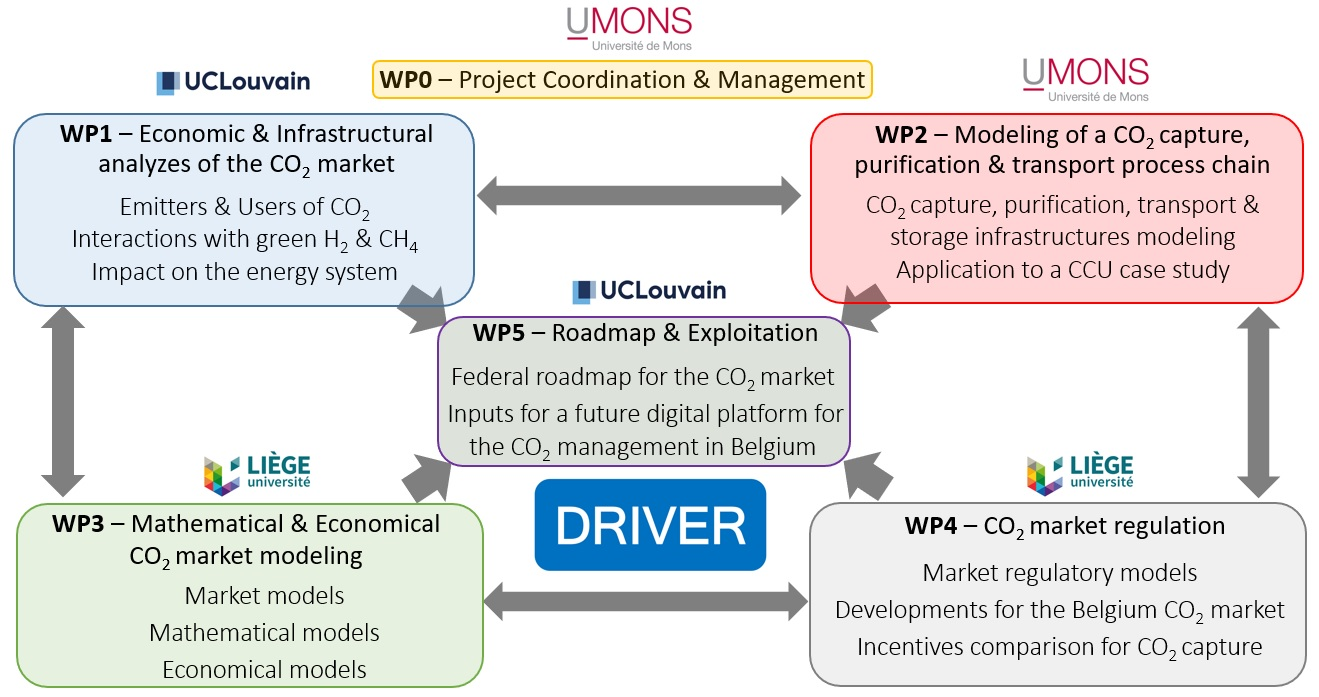 UMONS
Université de Mons
WP0 – Project Coordination & Management
UCLouvain
UMONS
Université de Mons
WP1 – Economic & Infrastructural
analyzes of the CO₂ market
Emitters & Users of CO₂
Interactions with green H₂ & CH₄
Impact on the energy system
WP2 – Modeling of a CO₂ capture,
purification & transport process chain
CO₂ capture, purification, transport &
storage infrastructures modeling
Application to a CCU case study
UCLouvain
WP5 – Roadmap & Exploitation
Federal roadmap for the CO₂ market
Inputs for a future digital platform for
the CO₂ management in Belgium
LIÈGE
université
WP3 – Mathematical & Economical
CO₂ market modeling
Market models
Mathematical models
Economical models
DRIVER
LIÈGE
université
WP4 – CO₂ market regulation
Market regulatory models
Developments for the Belgium CO₂ market
Incentives comparison for CO₂ capture